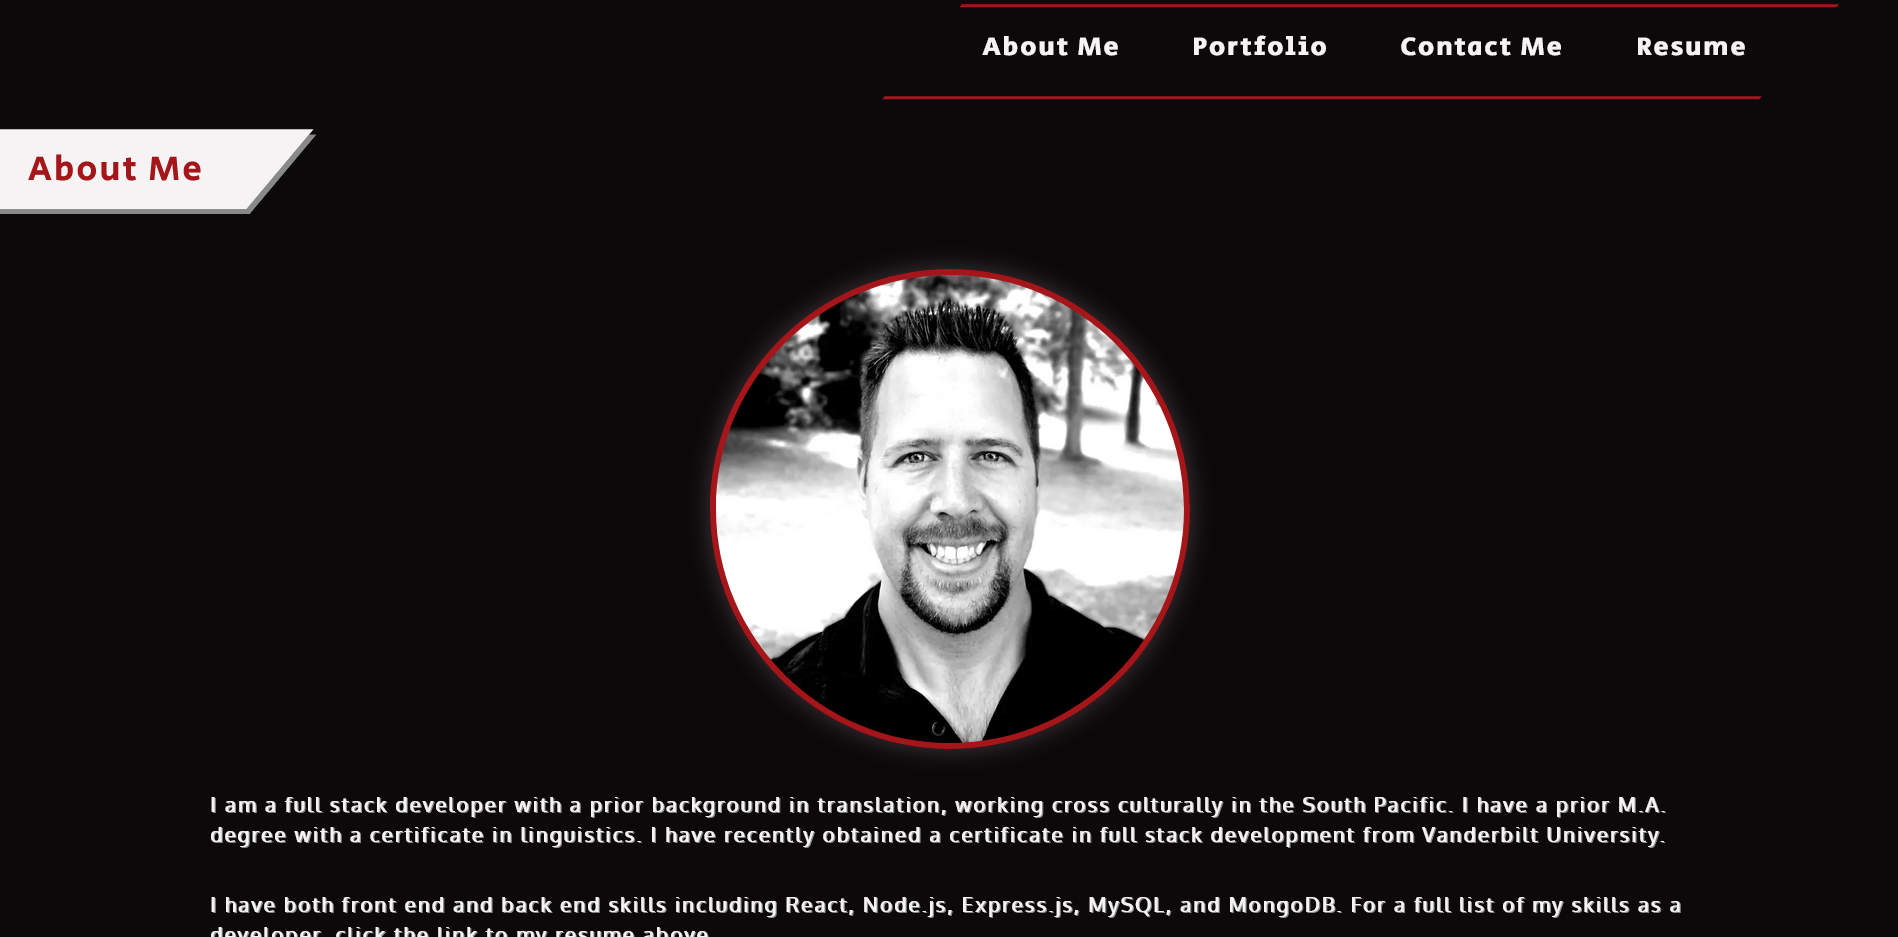 About Me Portfolio Contact Me Resume
About Me
I am a full stack developer with a prior background in translation, working cross culturally in the South Pacific. I have a prior M.A.
degree with a certificate in linguistics. I have recently obtained a certificate in full stack development from Vanderbilt University.
I have both front end and back end skills including React, Node.js, Express.js, MySQL, and MongoDB. For a full list of my skills as a
developer, click the link to my resume above.